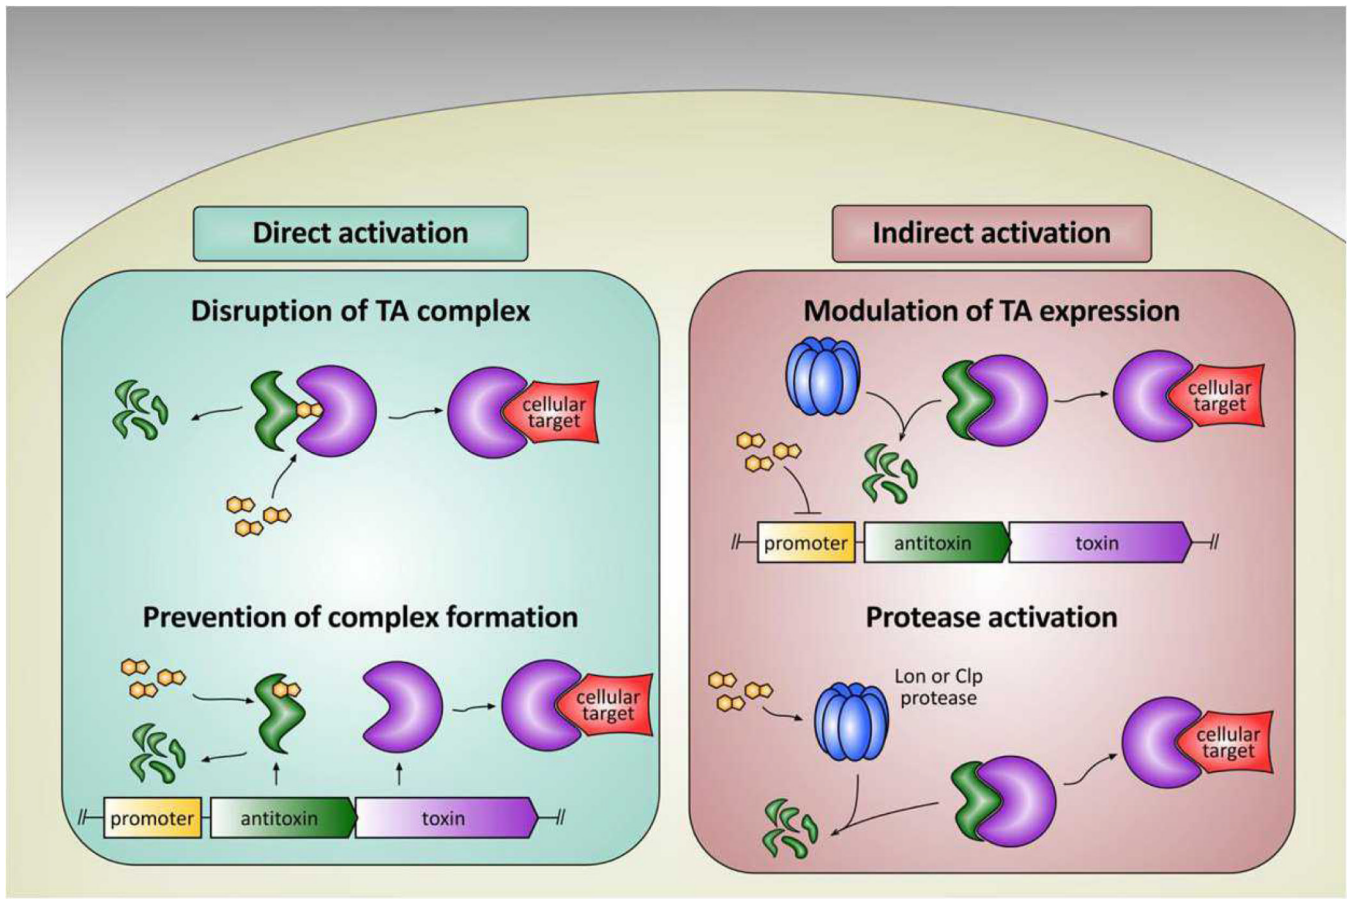 Direct activation
Disruption of TA complex
cellular
target
Prevention of complex formation
cellular
target
promoter
antitoxin
toxin
Indirect activation
Modulation of TA expression
cellular
target
promoter
antitoxin
toxin
Protease activation
Lon or Clp
protease
cellular
target